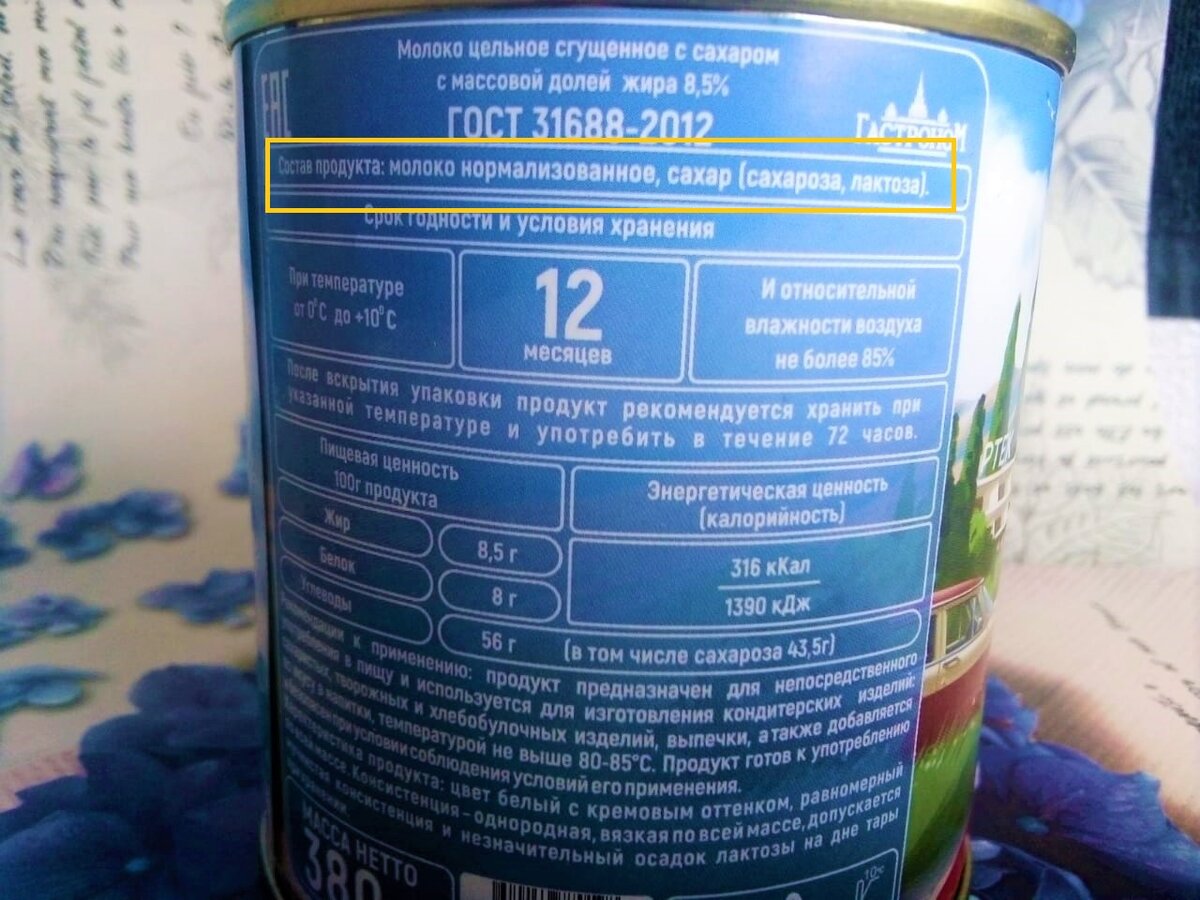 Молоко цельное сгущенное с сахаром
с массовой долей жира 8,5%
ГОСТ 31688-2012
EAC
ГАСТРОНОМ
Состав продукта: молоко нормализованное, сахар (сахароза, лактоза).
Срок годности и условия хранения
При температуре
от 0°С до +10°С
12
месяцев
И относительной
влажности воздуха
не более 85%
После вскрытия упаковки продукт рекомендуется хранить при
указанной температуре и употребить в течение 72 часов.
Пищевая ценность
100г продукта
Энергетическая ценность
(калорийность)
Жир
8,5 г
Белок
8 г
316 кКал
1390 кДж
Углеводы
56 г
(в том числе сахароза 43,5г)
Рекомендации к применению: продукт предназначен для непосредственного
употребления в пищу и используется для изготовления кондитерских изделий:
творожных и хлебобулочных изделий, выпечки, а также добавляется
в напитки, температурой не выше 80-85°С. Продукт готов к употреблению
при условии соблюдения условий его применения.
Характеристика продукта: цвет белый с кремовым оттенком, равномерный
массе. Консистенция – однородная, вязкая по всей массе, допускается
консистенция и незначительный осадок лактозы на дне тары
хранении.
МАССА НЕТТО
380
РТЕК